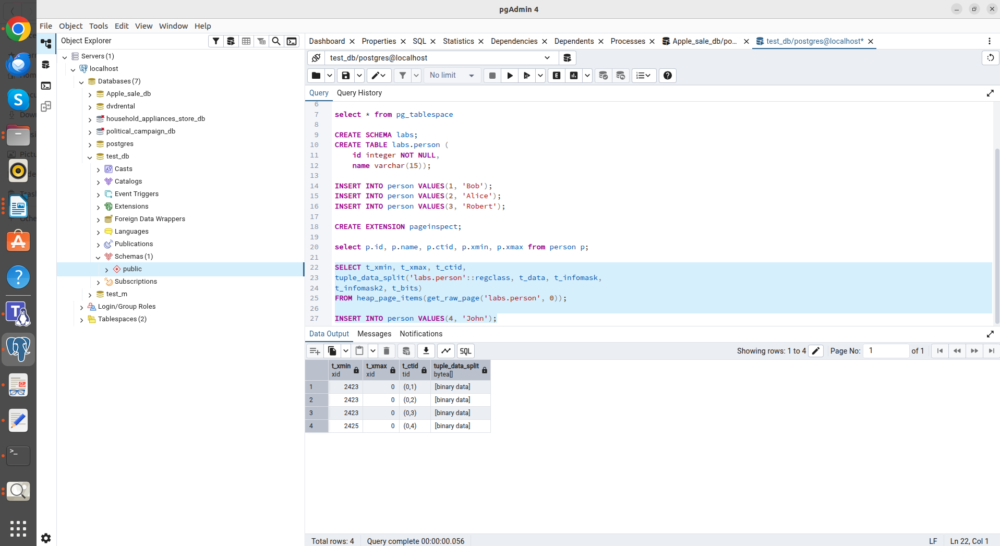 pgAdmin 4
File Object Tools Edit View Window Help
Object Explorer
Dashboard Properties SQL Statistics Dependencies Dependents Processes Apple_sale_db/po... test_db/postgres@localhost*
Servers (1)
localhost
Databases (7)
Apple_sale_db
dvdrental
household_appliances_store_db
political_campaign_db
postgres
test_db
Casts
Catalogs
Event Triggers
Extensions
Foreign Data Wrappers
Languages
Publications
Schemas (1)
public
Subscriptions
test_m
Login/Group Roles
Tablespaces (2)
test_db/postgres@localhost
No limit
E
Query Query History
6
7 select * from pg_tablespace
8
9 CREATE SCHEMA labs;
10 CREATE TABLE labs.person (
11 id integer NOT NULL,
12 name varchar(15));
13
14 INSERT INTO person VALUES(1, 'Bob');
15 INSERT INTO person VALUES(2, 'Alice');
16 INSERT INTO person VALUES(3, 'Robert');
17
18 CREATE EXTENSION pageinspect;
19
20 select p.id, p.name, p.ctid, p.xmin, p.xmax from person p;
21
22 SELECT t_xmin, t_xmax, t_ctid,
23 tuple_data_split('labs.person'::regclass, t_data, t_infomask,
24 t_infomask2, t_bits)
25 FROM heap_page_items(get_raw_page('labs.person', 0));
26
27 INSERT INTO person VALUES(4, 'John');
Data Output Messages Notifications
SQL
Showing rows: 1 to 4 Page No: 1 of 1
t_xmin t_xmax t_ctid tuple_data_split
xid xid tid bytea[]
1 2423 0 (0,1) [binary data]
2 2423 0 (0,2) [binary data]
3 2423 0 (0,3) [binary data]
4 2425 0 (0,4) [binary data]
Total rows: 4 Query complete 00:00:00.056 LF Ln 22, Col 1